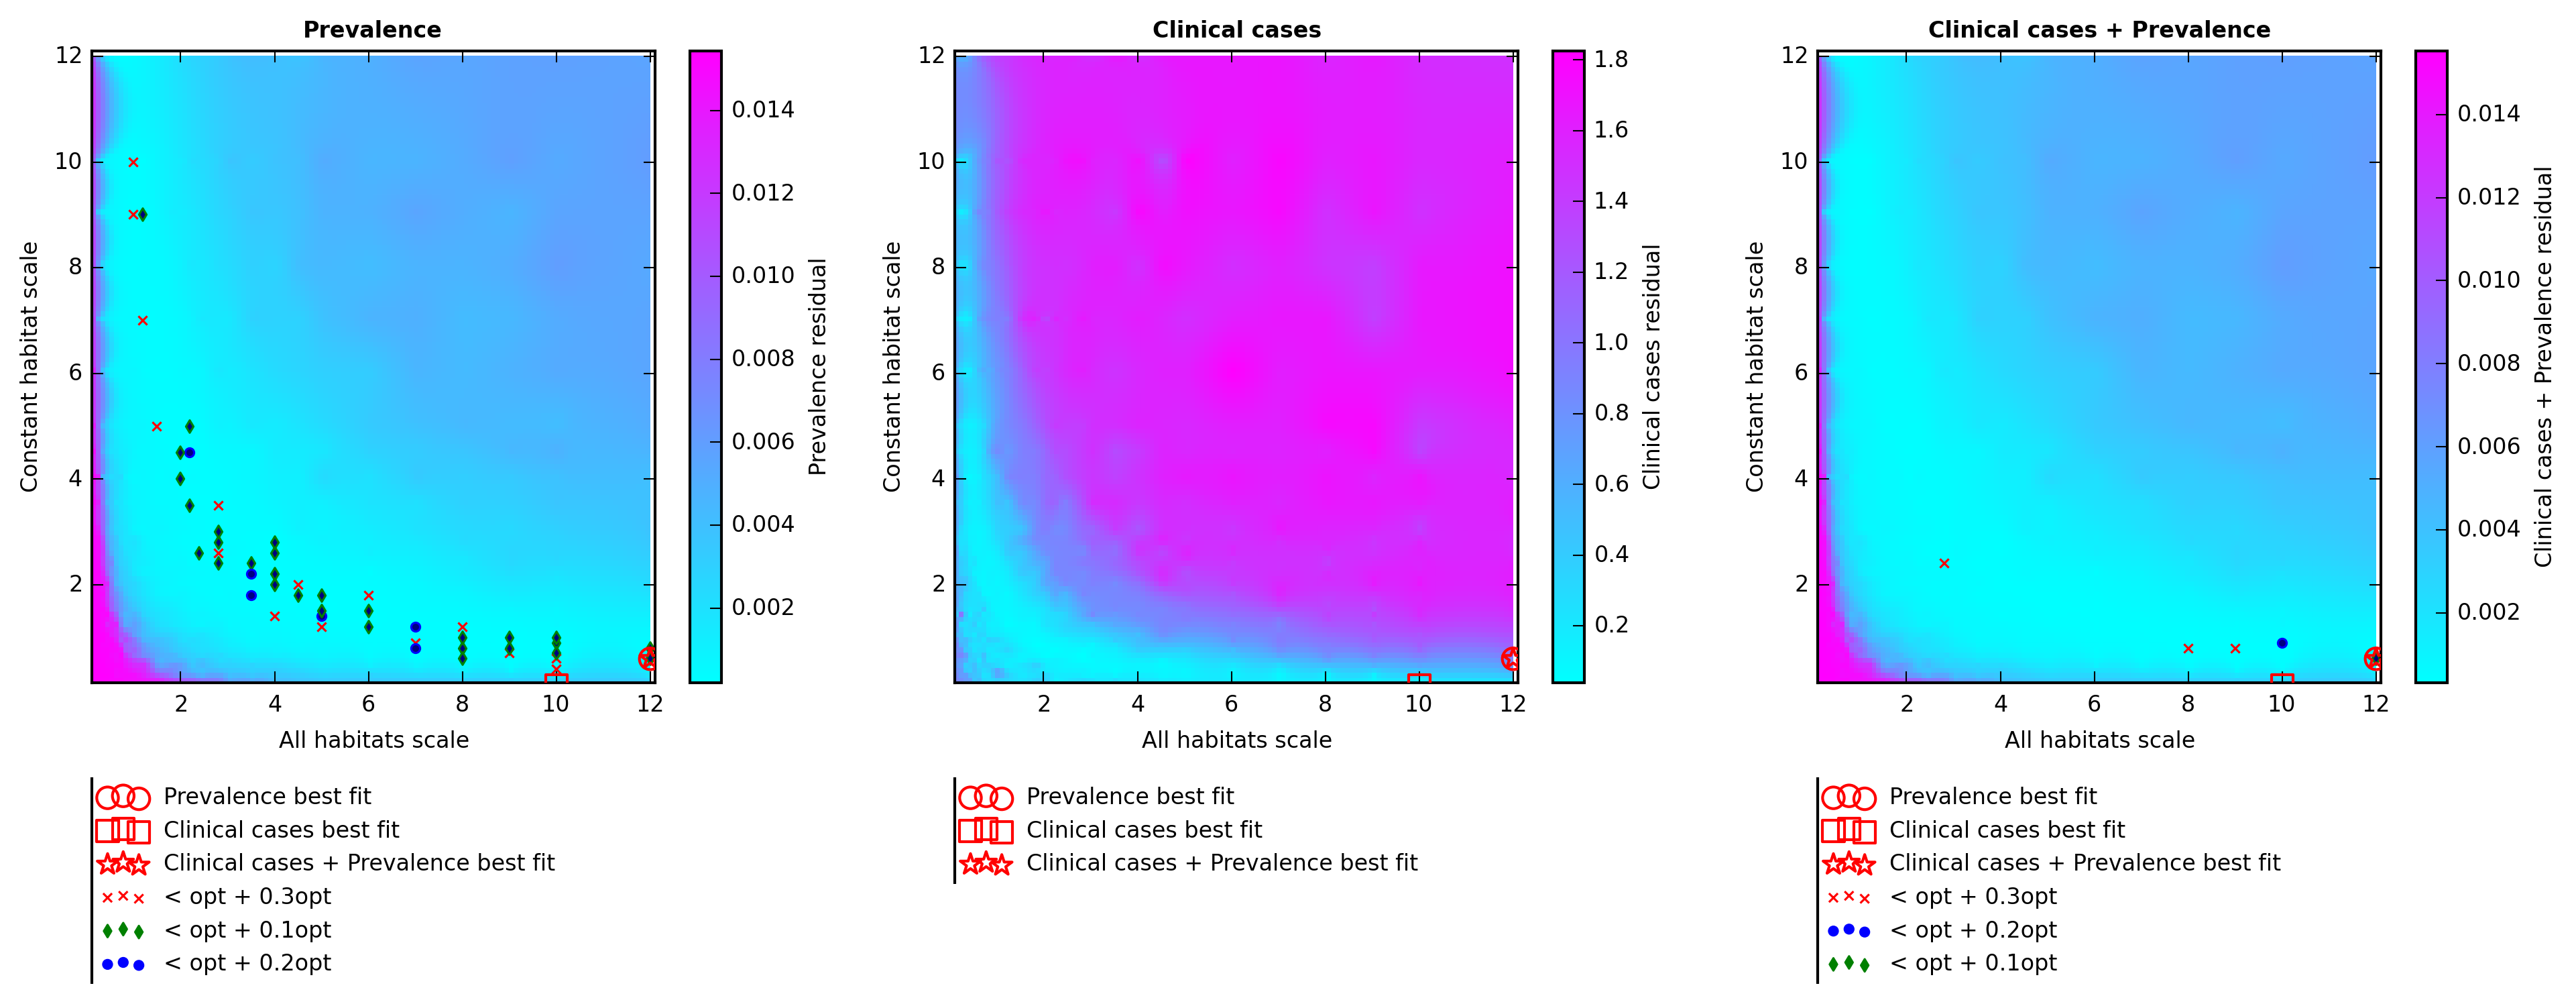 Prevalence
12
10
8
6
4
2
Constant habitat scale
2 4 6 8 10 12
All habitats scale
0.014
0.012
0.010
0.008
0.006
0.004
0.002
Prevalence residual
Prevalence best fit
Clinical cases best fit
Clinical cases + Prevalence best fit
< opt + 0.3opt
< opt + 0.1opt
< opt + 0.2opt
Clinical cases
12
10
8
6
4
2
Constant habitat scale
2 4 6 8 10 12
All habitats scale
1.8
1.6
1.4
1.2
1.0
0.8
0.6
0.4
0.2
Clinical cases residual
Prevalence best fit
Clinical cases best fit
Clinical cases + Prevalence best fit
Clinical cases + Prevalence
12
10
8
6
4
2
Constant habitat scale
2 4 6 8 10 12
All habitats scale
0.014
0.012
0.010
0.008
0.006
0.004
0.002
Clinical cases + Prevalence residual
Prevalence best fit
Clinical cases best fit
Clinical cases + Prevalence best fit
< opt + 0.3opt
< opt + 0.2opt
< opt + 0.1opt